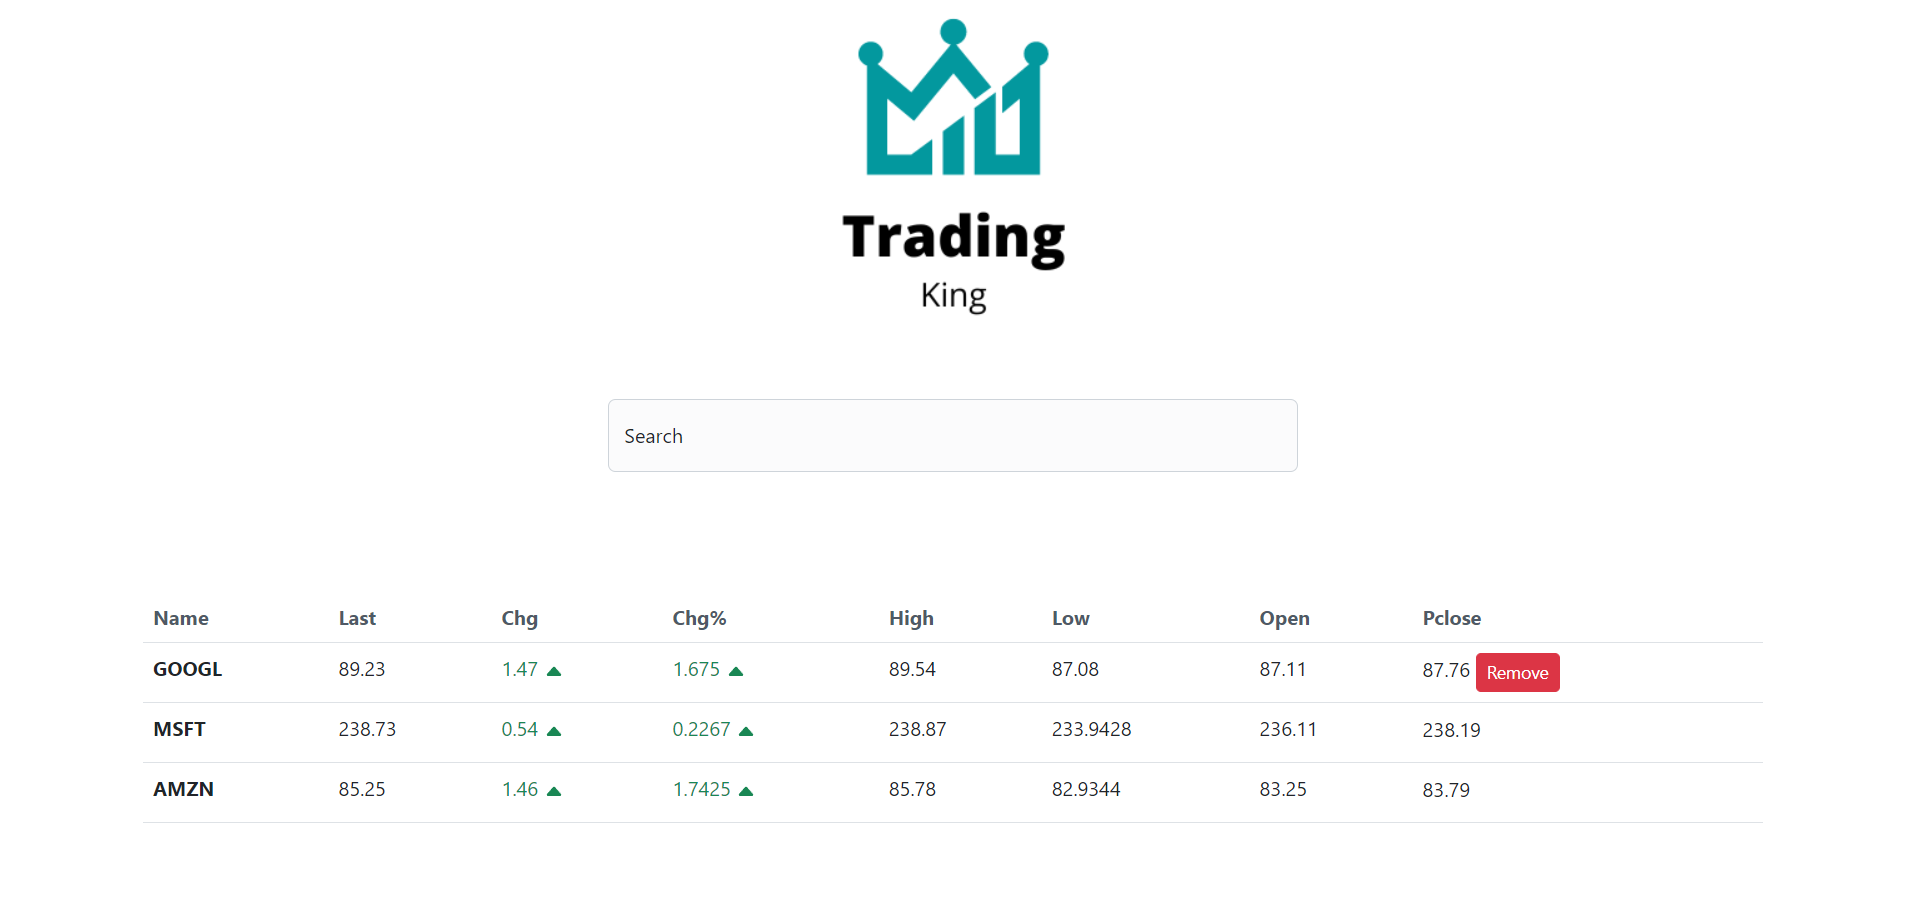 Trading
King
Search
Name Last Chg Chg% High Low Open Pclose
GOOGL 89.23 1.47 1.675 89.54 87.08 87.11 87.76 Remove
MSFT 238.73 0.54 0.2267 238.87 233.9428 236.11 238.19
AMZN 85.25 1.46 1.7425 85.78 82.9344 83.25 83.79